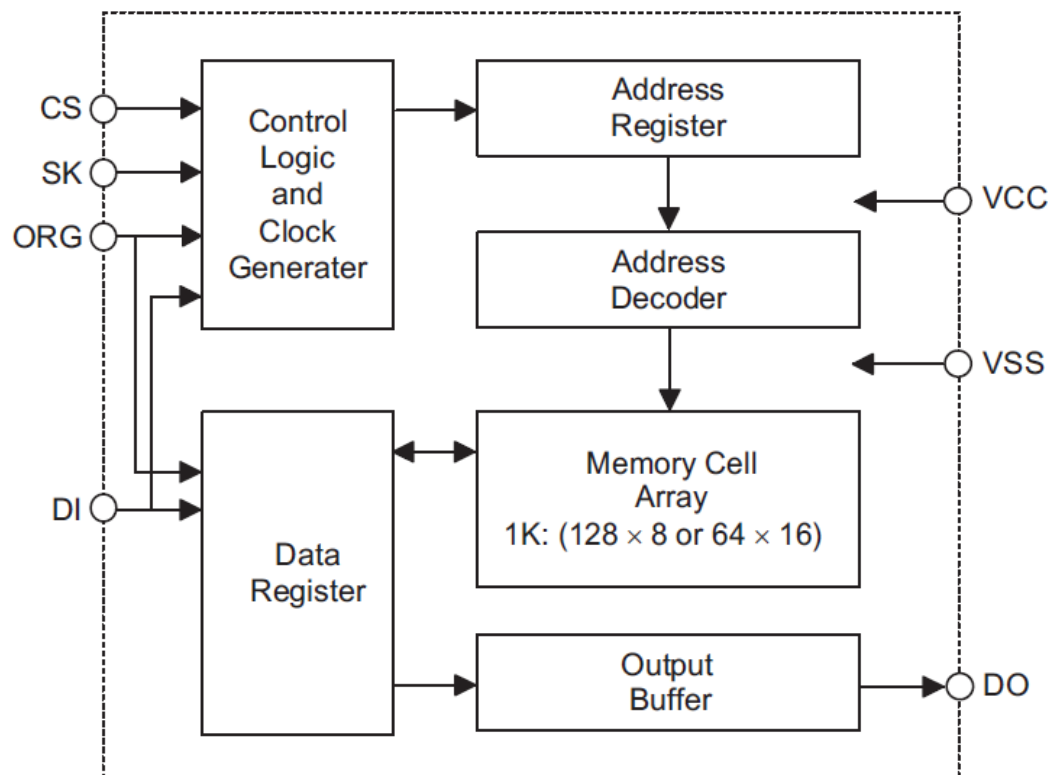 CS
SK
ORG
DI
Control
Logic
and
Clock
Generater
Address
Register
Address
Decoder
VCC
VSS
Data
Register
Memory Cell
Array
1K: (128 × 8 or 64 × 16)
Output
Buffer
DO